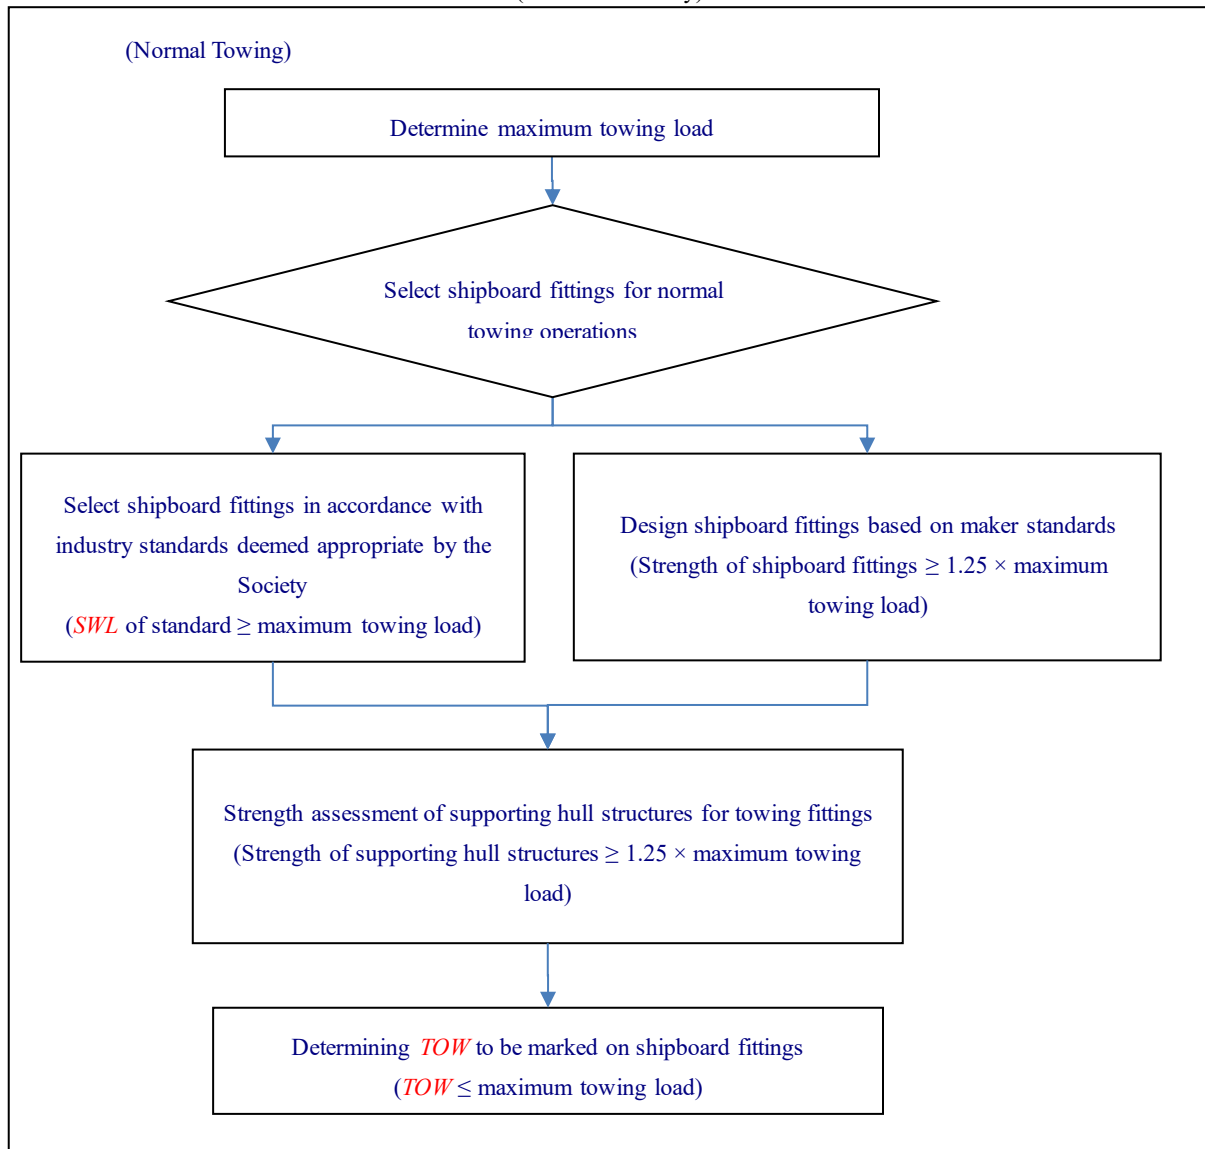 (Normal Towing)
Determine maximum towing load
Select shipboard fittings for normal
towing operations
Select shipboard fittings in accordance with
industry standards deemed appropriate by the
Society
(SWL of standard ≥ maximum towing load)
Design shipboard fittings based on maker standards
(Strength of shipboard fittings ≥ 1.25 × maximum
towing load)
Strength assessment of supporting hull structures for towing fittings
(Strength of supporting hull structures ≥ 1.25 × maximum towing
load)
Determining TOW to be marked on shipboard fittings
(TOW ≤ maximum towing load)